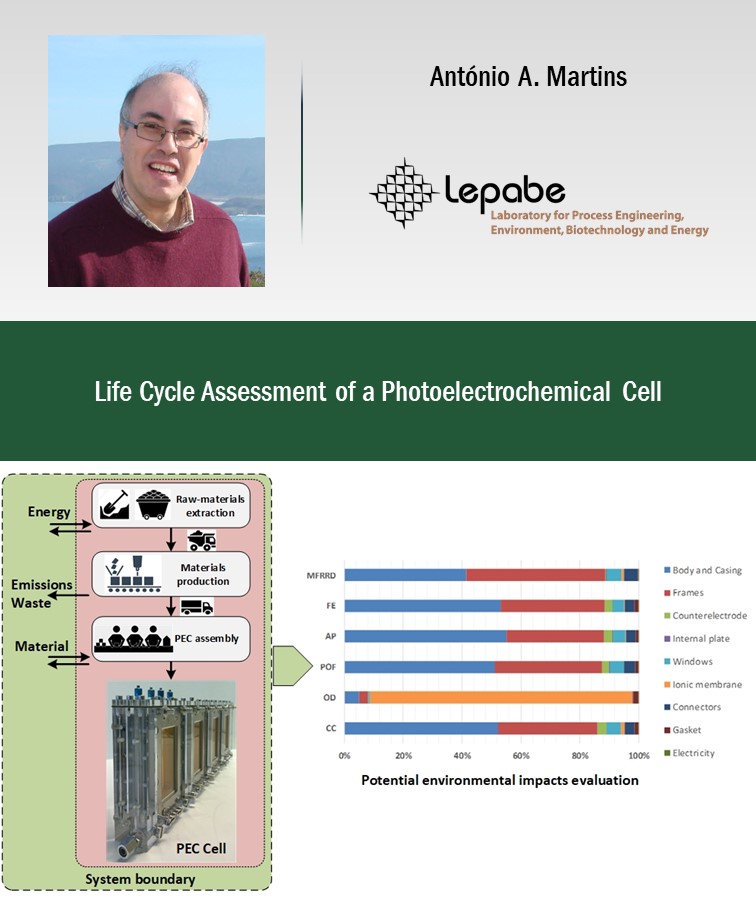 António A. Martins
Lepabe
Laboratory for Process Engineering,
Environment, Biotechnology and Energy
Life Cycle Assessment of a Photoelectrochemical Cell
Energy
Emissions
Waste
Material
Raw-materials
extraction
Materials
production
PEC assembly
PEC Cell
System boundary
MFRRD
FE
AP
POF
OD
CC
0%
20%
40%
60%
80%
100%
Potential environmental impacts evaluation
Body and Casing
Frames
Counterelectrode
Internal plate
Windows
Ionic membrane
Connectors
Gasket
Electricity